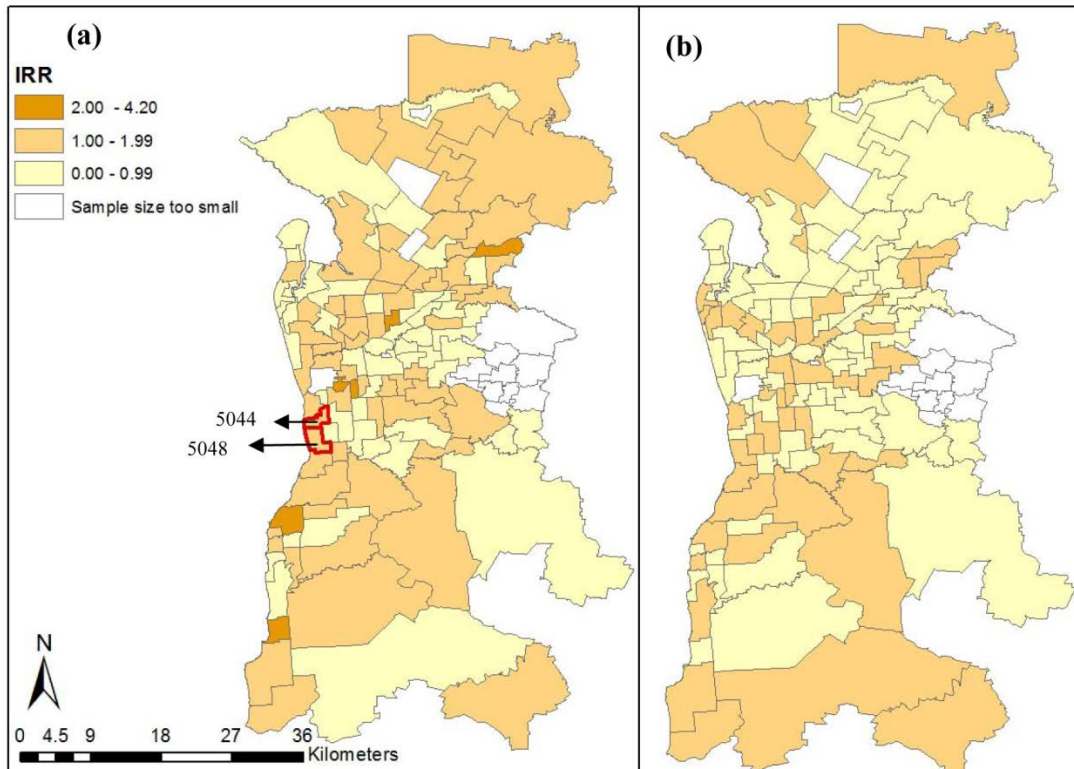 (a)
(b)
IRR
2.00 - 4.20
1.00 - 1.99
0.00 - 0.99
Sample size too small
5044
5048
N
0 4.5 9 18 27 36
Kilometers